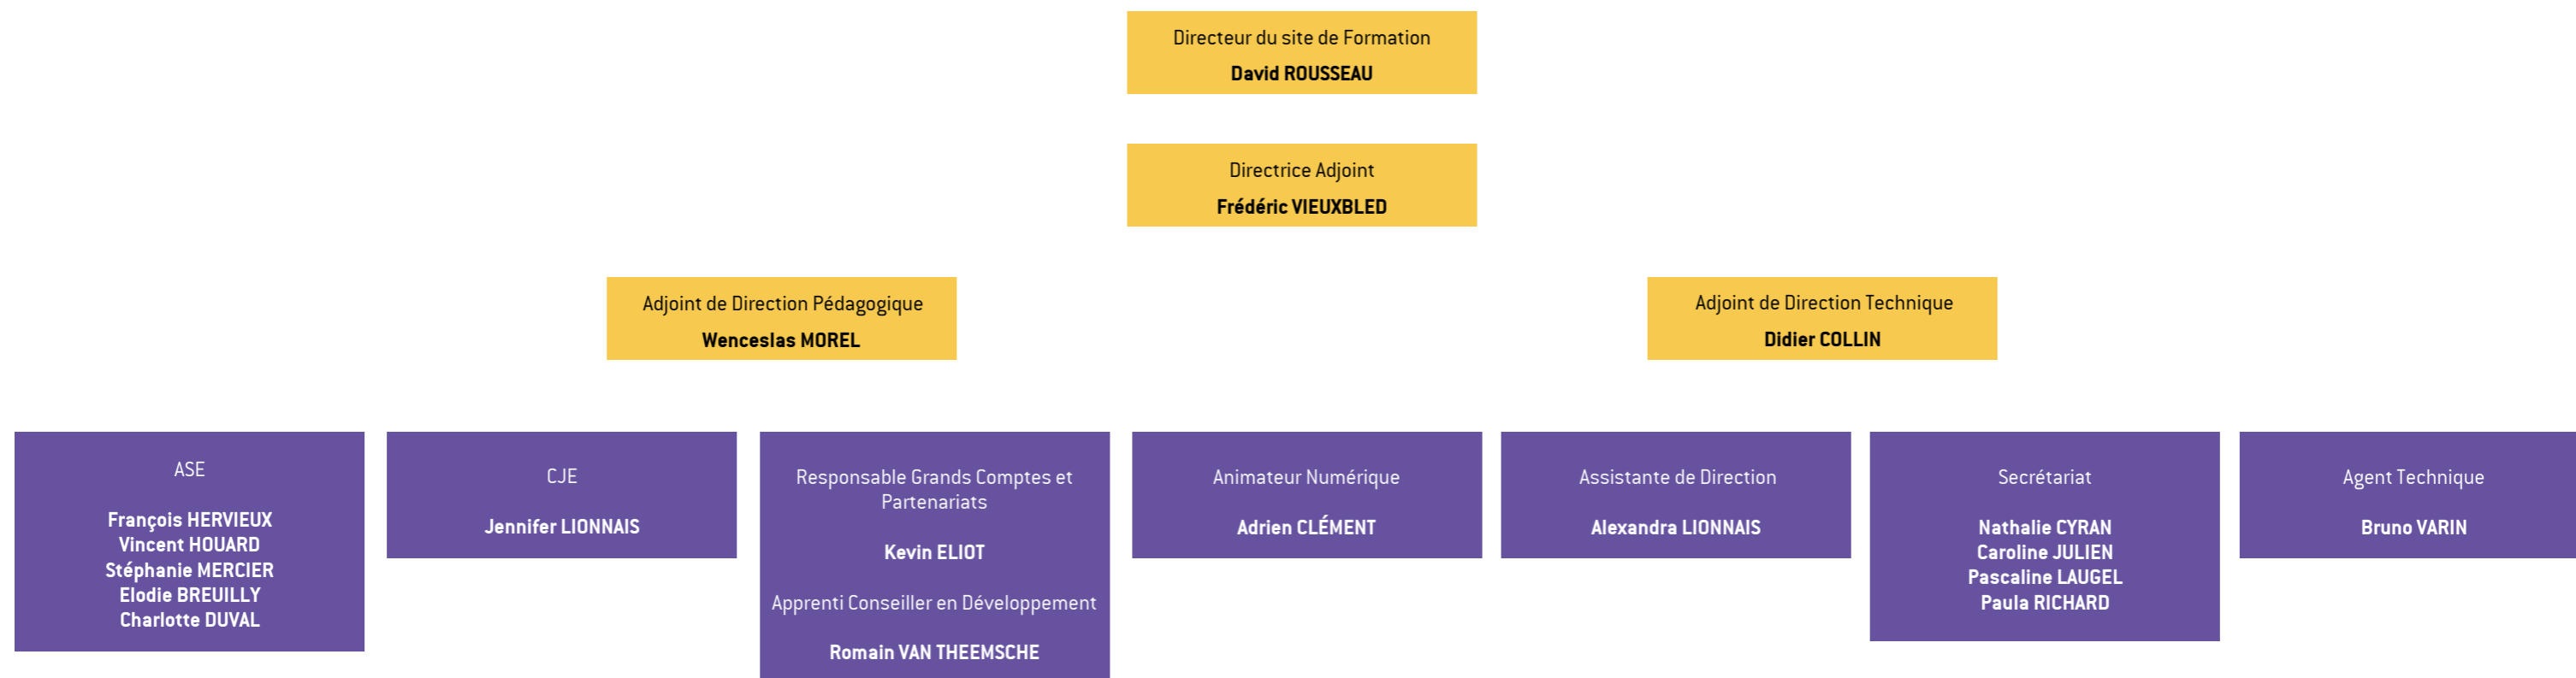 Directeur du site de Formation
David ROUSSEAU
Directrice Adjoint
Frédéric VIEUXBLED
Adjoint de Direction Pédagogique
Wenceslas MOREL
Adjoint de Direction Technique
Didier COLLIN
ASE
François HERVIEUX
Vincent HOUARD
Stéphanie MERCIER
Elodie BREUILLY
Charlotte DUVAL
CJE
Jennifer LIONNAIS
Responsable Grands Comptes et
Partenariats
Kevin ELIOT
Apprenti Conseiller en Développement
Romain VAN THEEMSCHE
Animateur Numérique
Adrien CLÉMENT
Assistante de Direction
Alexandra LIONNAIS
Secrétariat
Nathalie CYRAN
Caroline JULIEN
Pascaline LAUGEL
Paula RICHARD
Agent Technique
Bruno VARIN